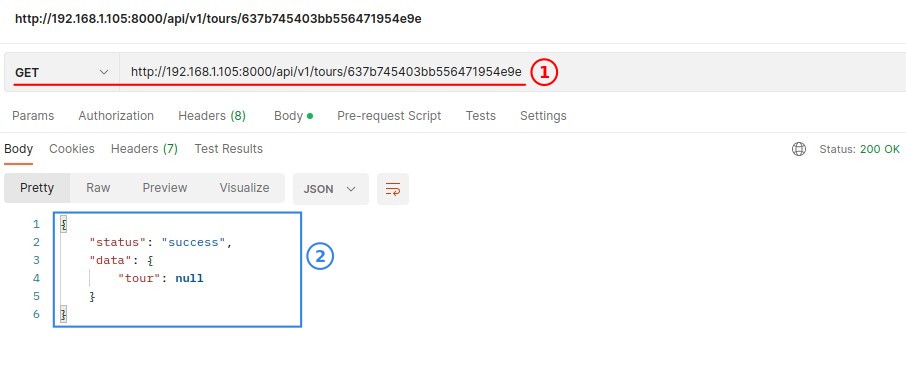 http://192.168.1.105:8000/api/v1/tours/637b745403bb556471954e9e
GET http://192.168.1.105:8000/api/v1/tours/637b745403bb556471954e9e 1
Params Authorization Headers (8) Body Pre-request Script Tests Settings
Body Cookies Headers (7) Test Results Status: 200 OK
Pretty Raw Preview Visualize JSON
1 {
2 "status": "success",
3 "data": {
4 "tour": null
5 }
6 }
2